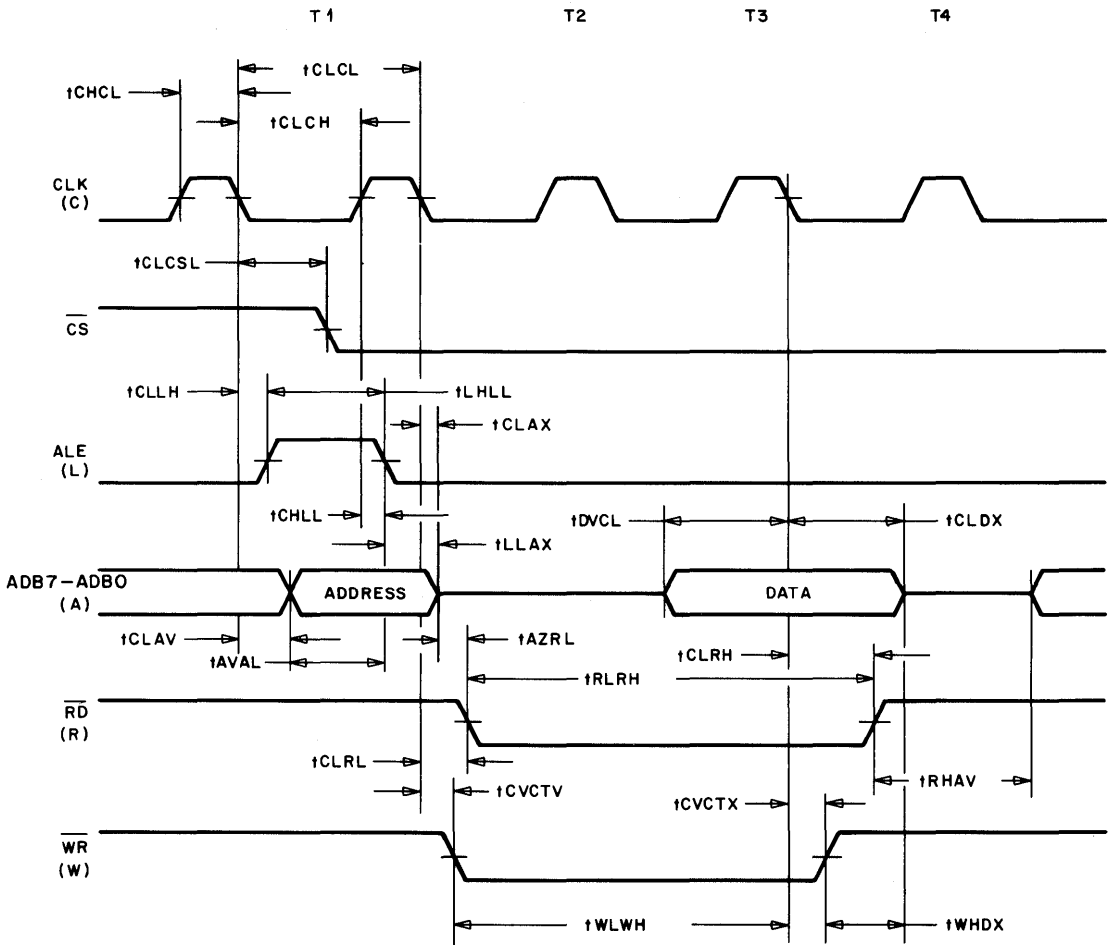 T1 T2 T3 T4
tCLCL
tCHCL
tCLCH
CLK
(C)
tCLCSL
CS
tCLLH tLHLL
tCLAX
ALE
(L)
tCHLL tDVCL tCLDX
tLLAX
ADB7-ADB0
(A)
ADDRESS DATA
tCLAV tAZRL
tAVAL tCLRH
tRLRH
RD
(R)
tCLRL
tCVCTV tCVCTX tRHAV
WR
(W)
tWLWH tWHDX